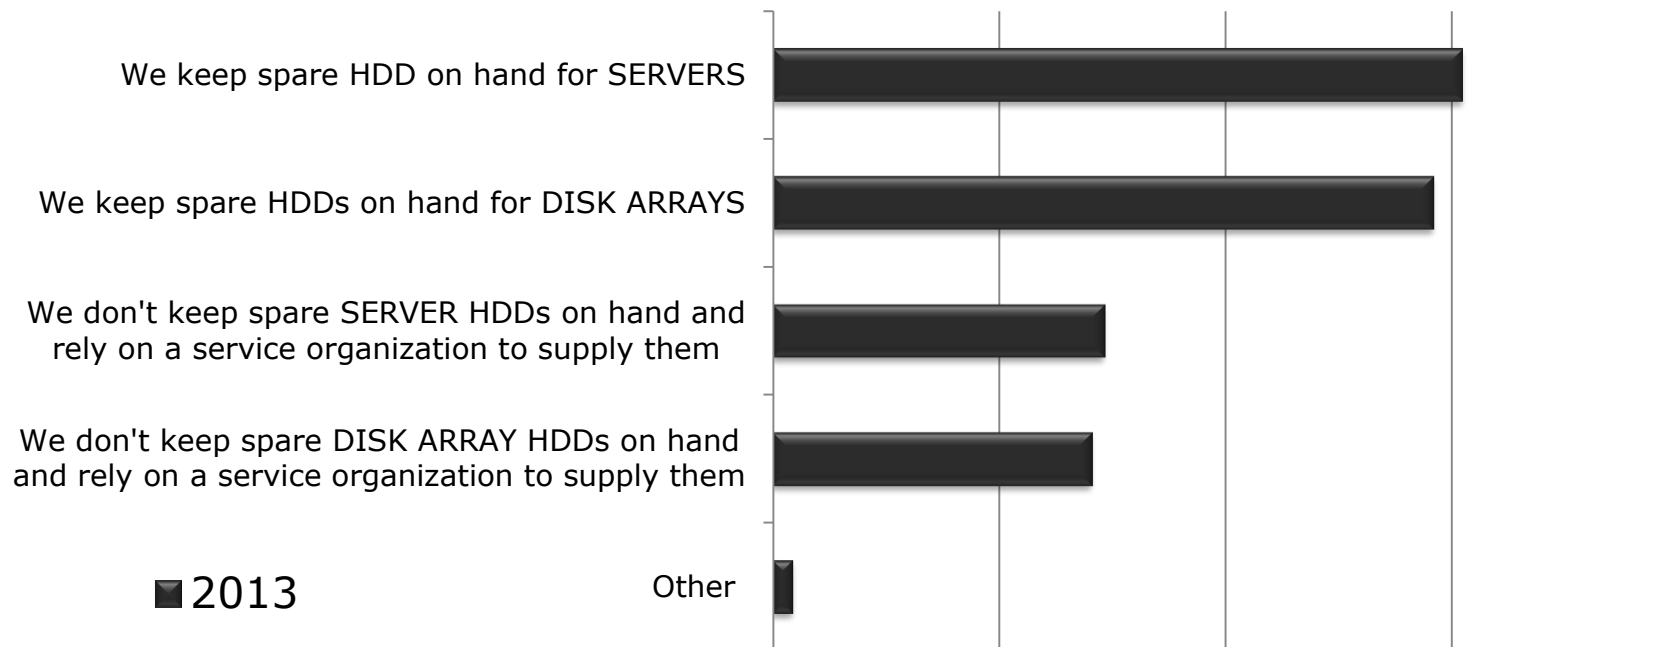 We keep spare HDD on hand for SERVERS
We keep spare HDDs on hand for DISK ARRAYS
We don't keep spare SERVER HDDs on hand and
rely on a service organization to supply them
We don't keep spare DISK ARRAY HDDs on hand
and rely on a service organization to supply them
Other
2013